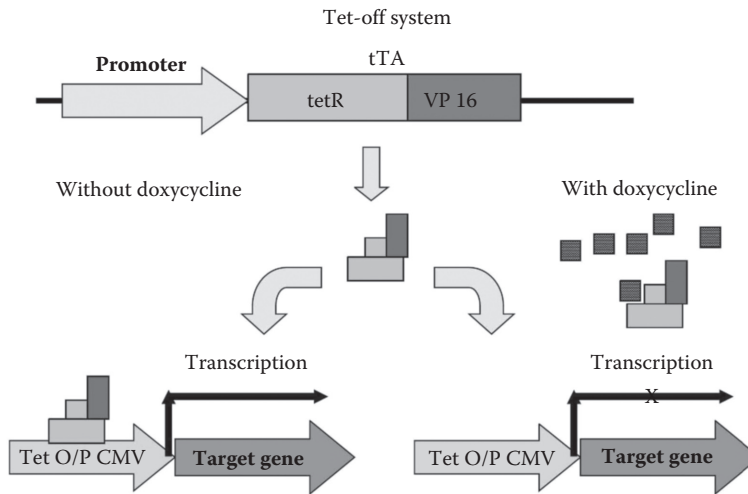 Tet-off system
tTA
Promoter
tetR
VP 16
Without doxycycline
With doxycycline
Transcription
Transcription
X
Tet O/P CMV
Target gene
Tet O/P CMV
Target gene